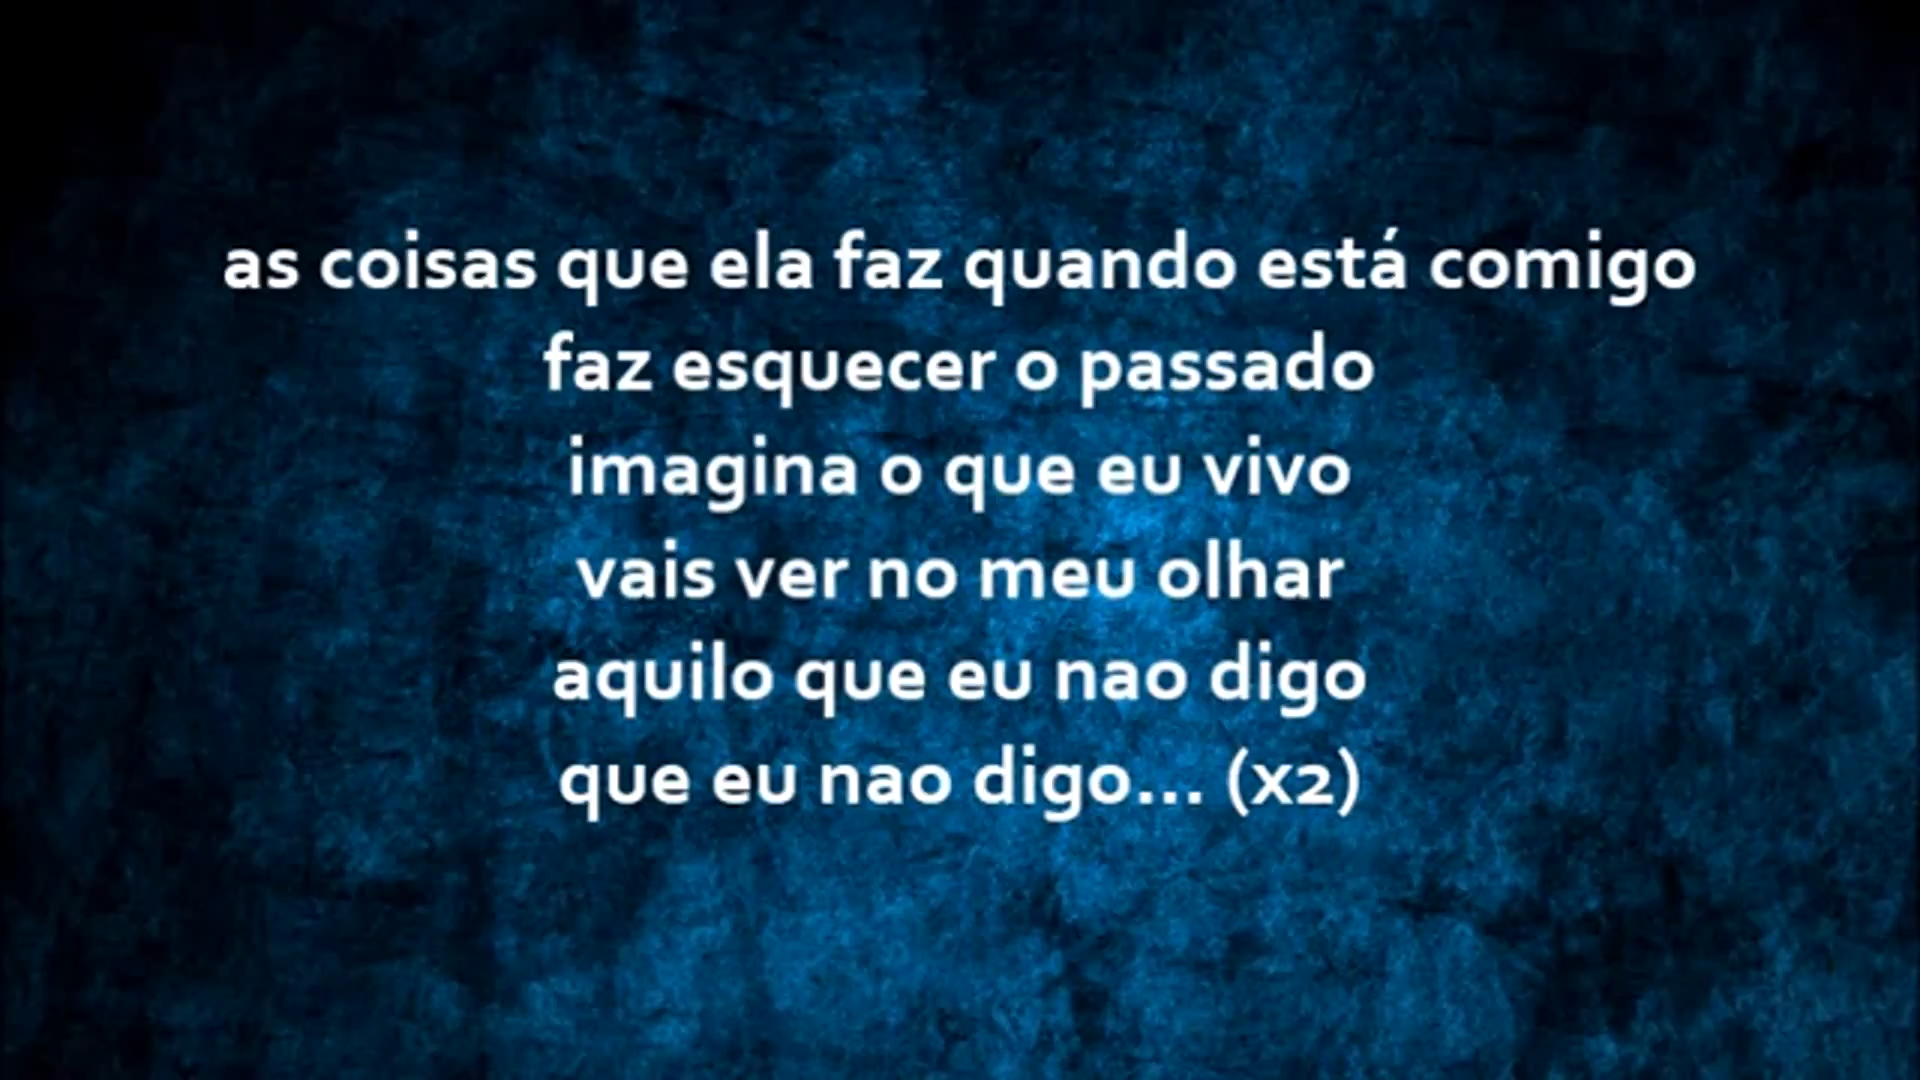 as coisas que ela faz quando está comigo
faz esquecer o passado
imagina o que eu vivo
vais ver no meu olhar
aquilo que eu nao digo
que eu nao digo... (x2)